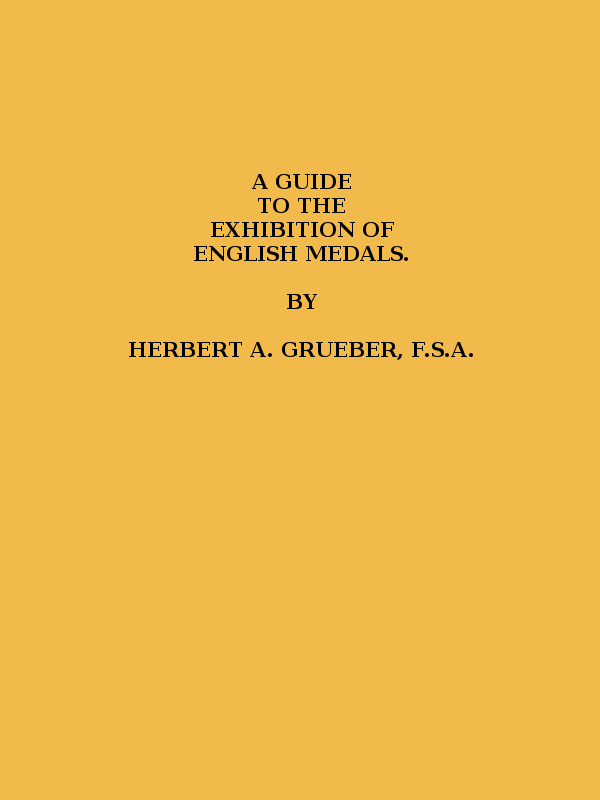 A GUIDE
TO THE
EXHIBITION OF
ENGLISH MEDALS.
BY
HERBERT A. GRUEBER, F.S.A.